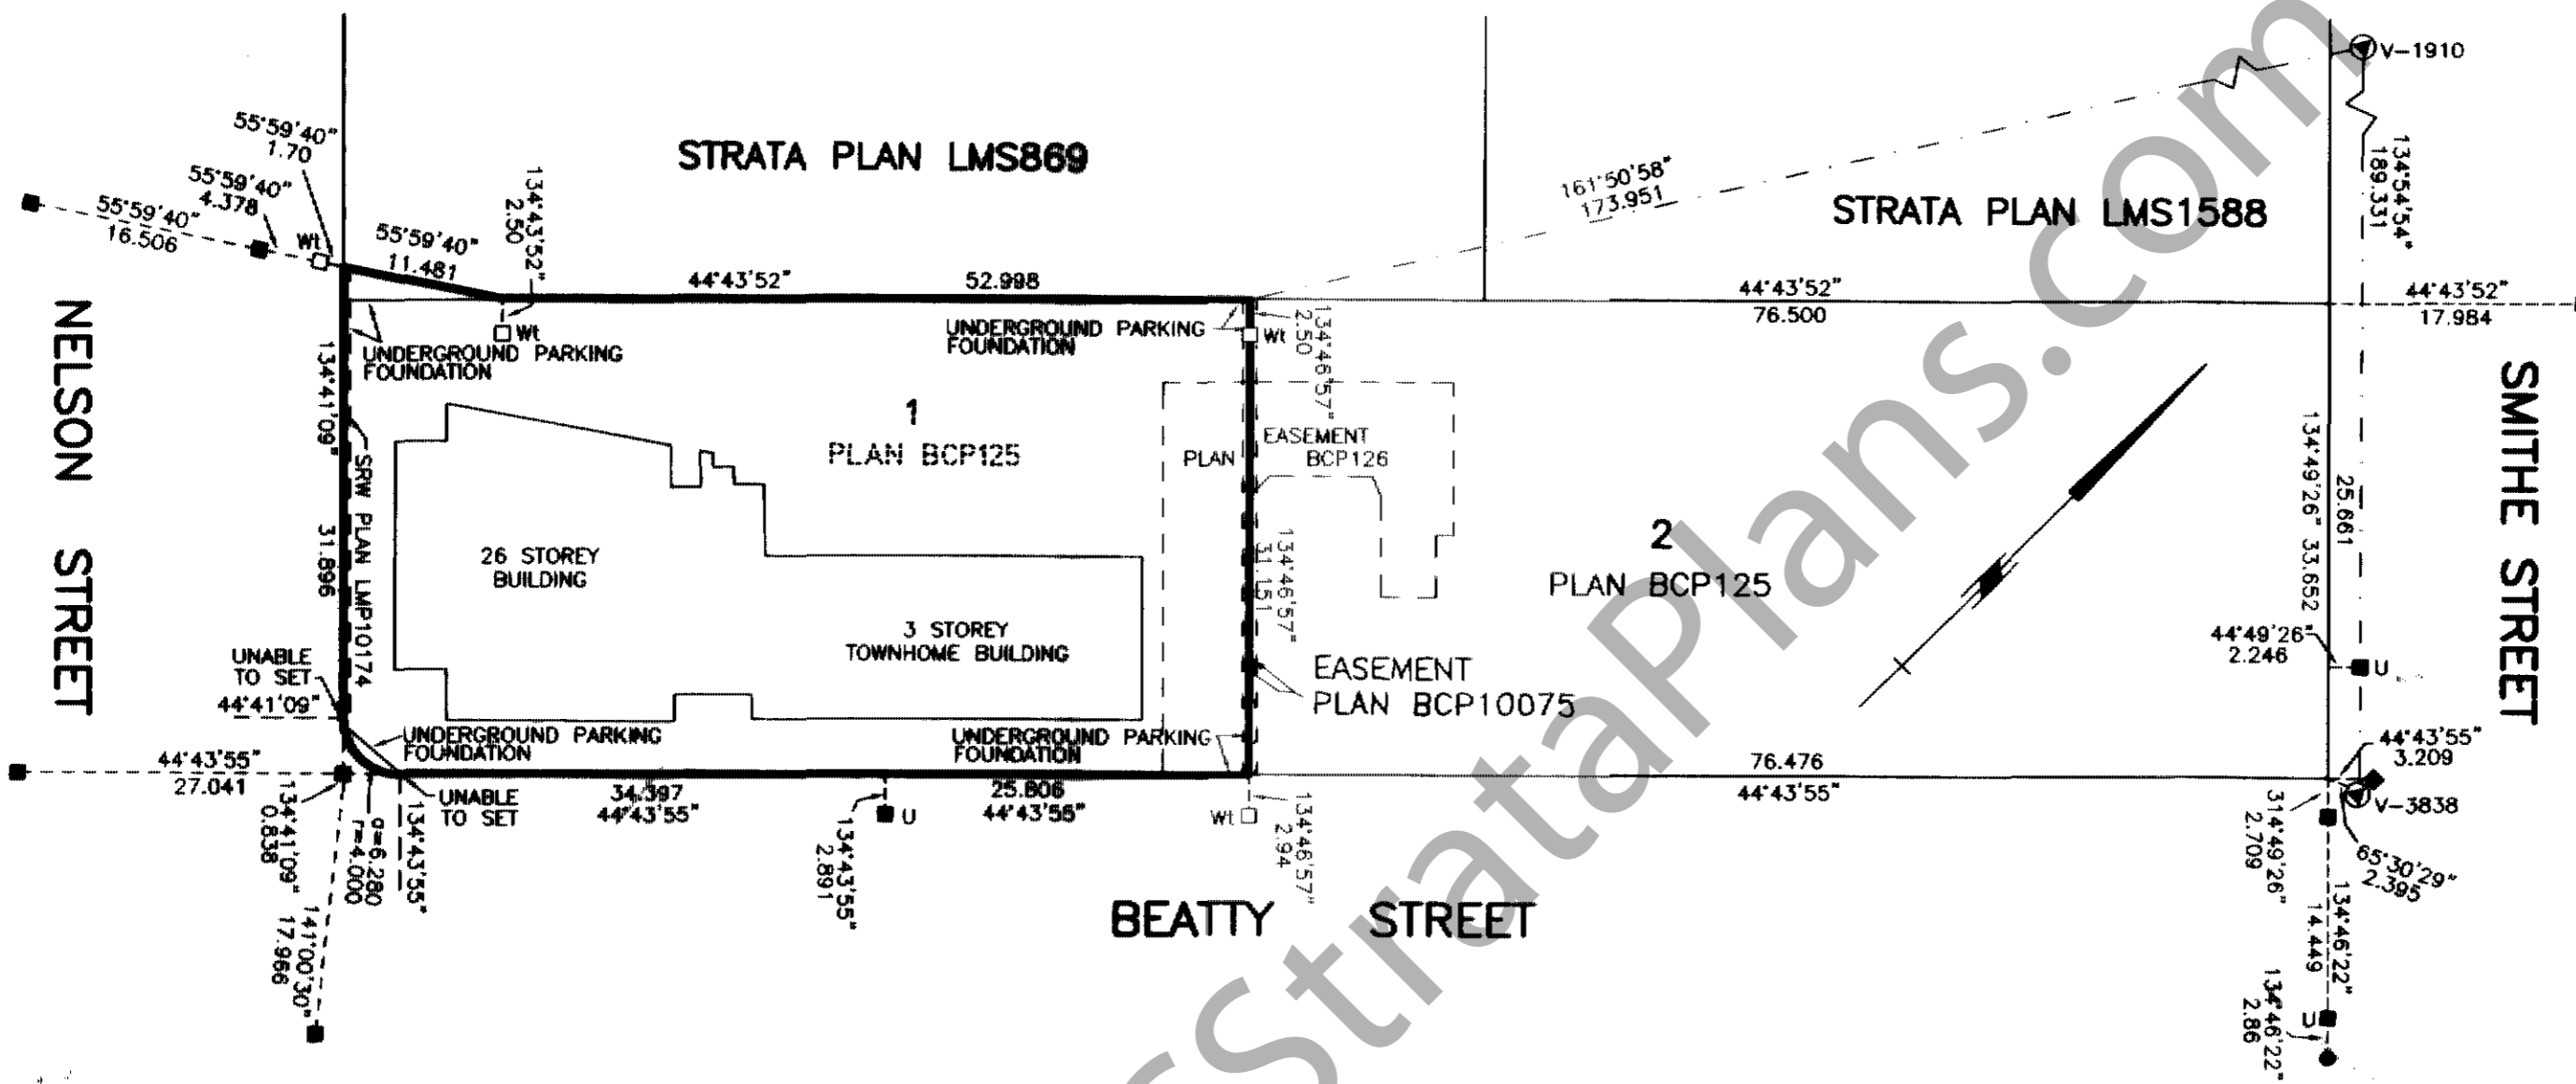 V-1910
55°59'40"
1.70
STRATA PLAN LMS869
55°59'40"
4.378
55°59'40"
16.506
Wt
55°59'40"
11.481
134°43'52"
2.50
161°50'58"
173.951
STRATA PLAN LMS1588
134°54'54"
189.331
44°43'52"
52.998
44°43'52"
76.500
44°43'52"
17.984
NELSON STREET
SMITHE STREET
Wt
UNDERGROUND PARKING
FOUNDATION
UNDERGROUND PARKING
FOUNDATION
Wt
134°46'57"
2.50
134°41'09"
31.896
SRW PLAN LMP10174
1
PLAN BCP125
PLAN
EASEMENT
BCP126
134°49'26" 33.652
25.661
26 STOREY
BUILDING
134°46'57"
31.151
2
PLAN BCP125
3 STOREY
TOWNHOME BUILDING
44°49'26"
2.246
U
UNABLE
TO SET
44°41'09"
EASEMENT
PLAN BCP10075
UNDERGROUND PARKING
FOUNDATION
UNDERGROUND PARKING
FOUNDATION
44°43'55"
3.209
44°43'55"
27.041
76.476
44°43'55"
UNABLE
TO SET
34.397
44°43'55"
25.806
44°43'55"
U
Wt
V-3838
134°41'09"
0.838
a=6.280
r=4.000
134°43'55"
134°43'55"
2.891
134°46'57"
2.94
314°49'26"
2.709
65°30'29"
2.395
BEATTY STREET
141°00'30"
17.966
134°46'22"
14.449
U
134°46'22"
2.86
StrataPlans.com